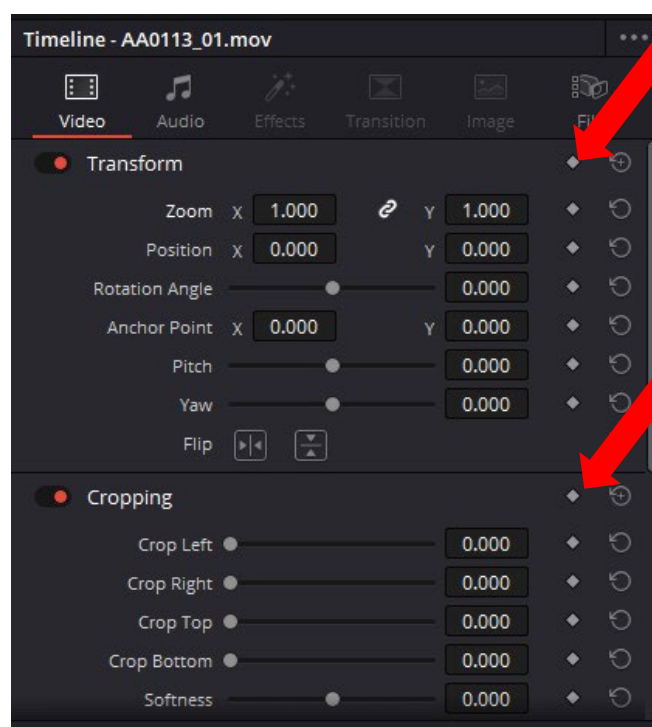 Timeline - AA0113_01.mov
Video Audio Effects Transition Image
Transform
Zoom X 1.000 Y 1.000
Position X 0.000 Y 0.000
Rotation Angle 0.000
Anchor Point X 0.000 Y 0.000
Pitch 0.000
Yaw 0.000
Flip
Cropping
Crop Left 0.000
Crop Right 0.000
Crop Top 0.000
Crop Bottom 0.000
Softness 0.000